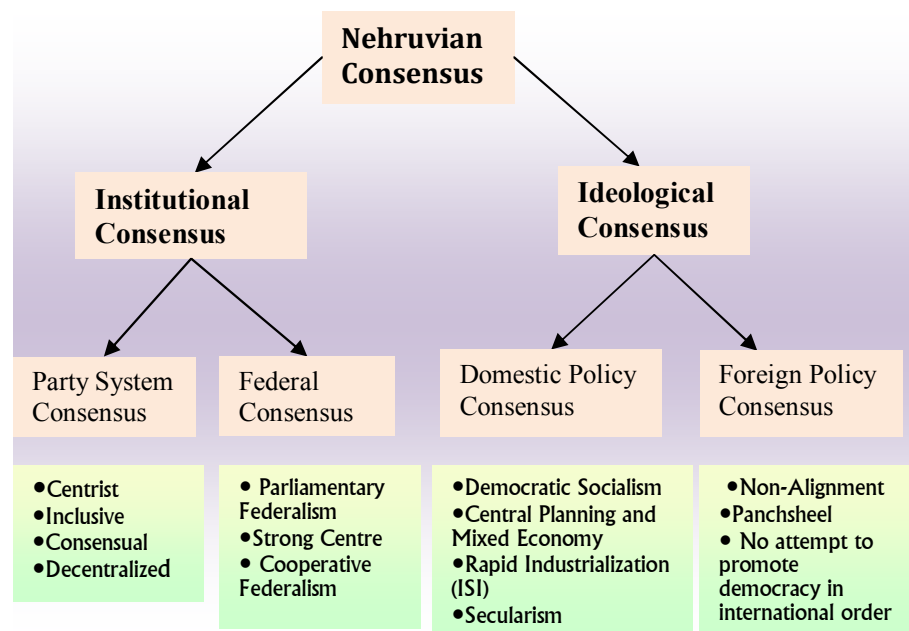 Nehruvian
Consensus
Institutional
Consensus
Ideological
Consensus
Party System
Consensus
Federal
Consensus
Domestic Policy
Consensus
Foreign Policy
Consensus
•Centrist
•Inclusive
•Consensual
•Decentralized
• Parliamentary
Federalism
•Strong Centre
• Cooperative
Federalism
•Democratic Socialism
•Central Planning and
Mixed Economy
•Rapid Industrialization
(ISI)
•Secularism
•Non-Alignment
•Panchsheel
• No attempt to
promote
democracy in
international order